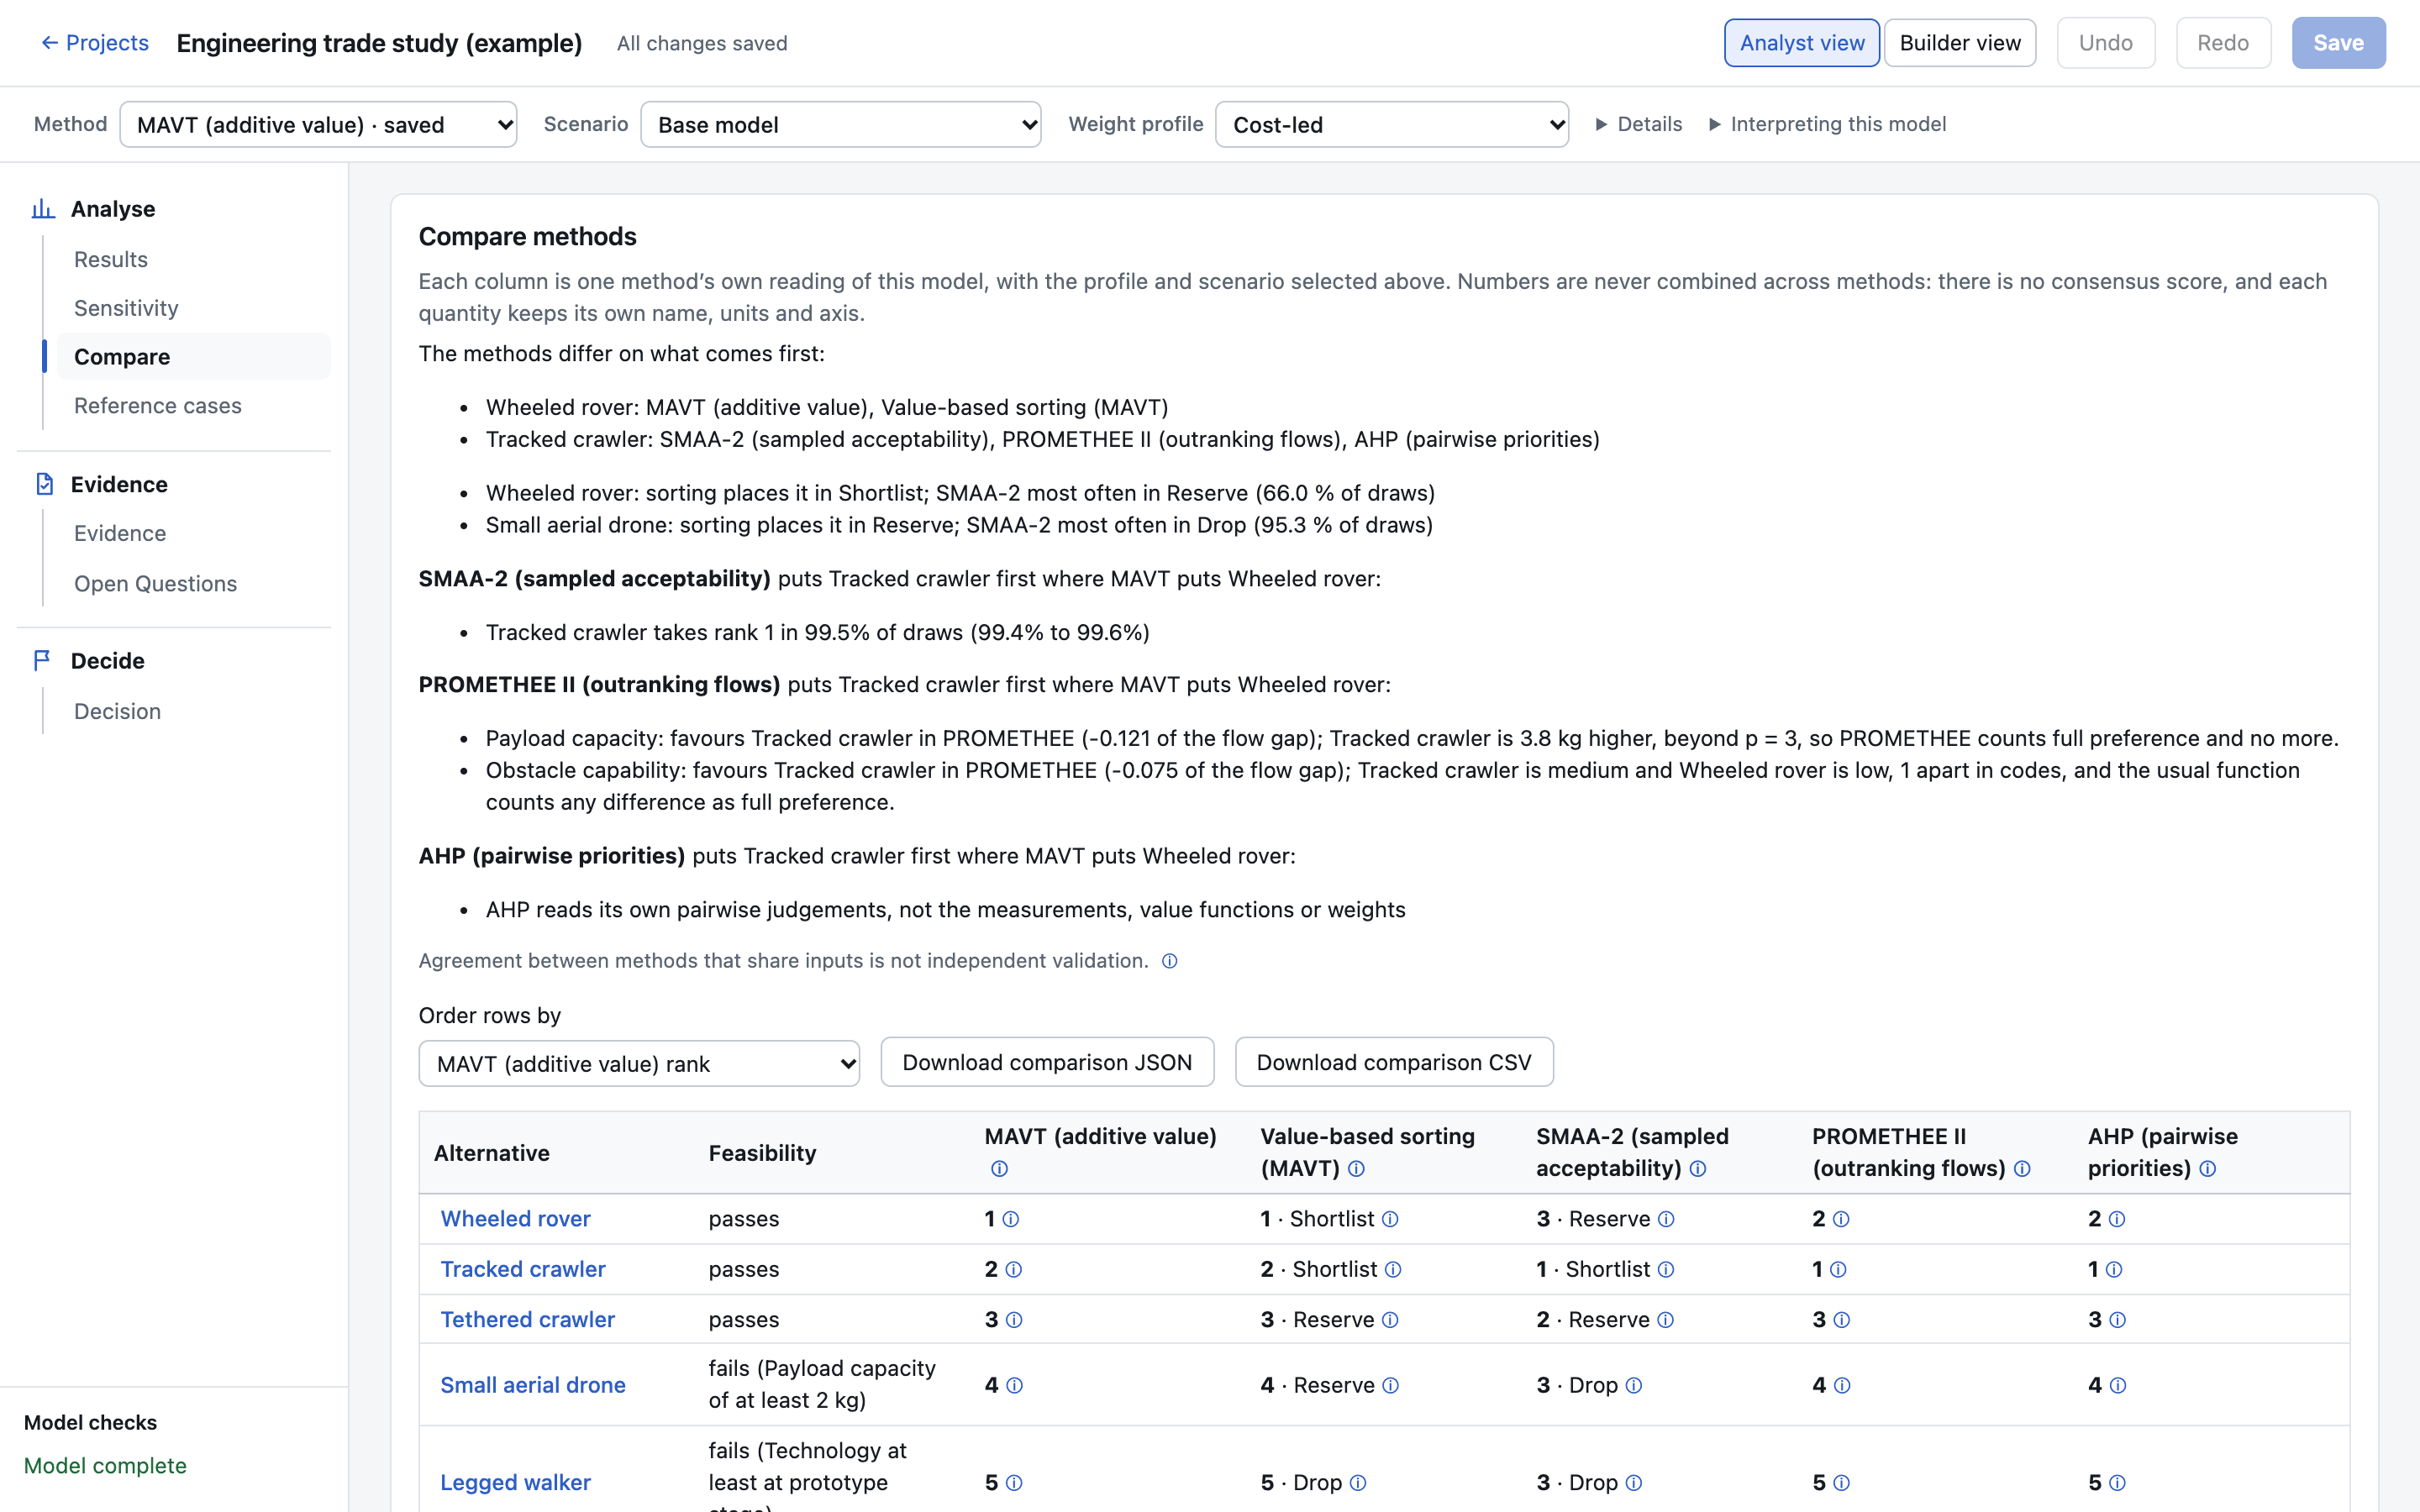 ← Projects
Engineering trade study (example)
All changes saved
Analyst view
Builder view
Undo
Redo
Save
Method
MAVT (additive value) · saved
Scenario
Base model
Weight profile
Cost-led
Details
Interpreting this model
Analyse
Results
Sensitivity
Compare
Reference cases
Evidence
Evidence
Open Questions
Decide
Decision
Model checks
Model complete
Compare methods
Each column is one method’s own reading of this model, with the profile and scenario selected above. Numbers are never combined across methods: there is no consensus score, and each
quantity keeps its own name, units and axis.
The methods differ on what comes first:
• Wheeled rover: MAVT (additive value), Value-based sorting (MAVT)
• Tracked crawler: SMAA-2 (sampled acceptability), PROMETHEE II (outranking flows), AHP (pairwise priorities)
• Wheeled rover: sorting places it in Shortlist; SMAA-2 most often in Reserve (66.0 % of draws)
• Small aerial drone: sorting places it in Reserve; SMAA-2 most often in Drop (95.3 % of draws)
SMAA-2 (sampled acceptability) puts Tracked crawler first where MAVT puts Wheeled rover:
• Tracked crawler takes rank 1 in 99.5% of draws (99.4% to 99.6%)
PROMETHEE II (outranking flows) puts Tracked crawler first where MAVT puts Wheeled rover:
• Payload capacity: favours Tracked crawler in PROMETHEE (-0.121 of the flow gap); Tracked crawler is 3.8 kg higher, beyond p = 3, so PROMETHEE counts full preference and no more.
• Obstacle capability: favours Tracked crawler in PROMETHEE (-0.075 of the flow gap); Tracked crawler is medium and Wheeled rover is low, 1 apart in codes, and the usual function
counts any difference as full preference.
AHP (pairwise priorities) puts Tracked crawler first where MAVT puts Wheeled rover:
• AHP reads its own pairwise judgements, not the measurements, value functions or weights
Agreement between methods that share inputs is not independent validation.
Order rows by
MAVT (additive value) rank
Download comparison JSON
Download comparison CSV
Alternative
Feasibility
MAVT (additive value)
Value-based sorting
(MAVT)
SMAA-2 (sampled
acceptability)
PROMETHEE II
(outranking flows)
AHP (pairwise
priorities)
Wheeled rover passes 1 1 · Shortlist 3 · Reserve 2 2
Tracked crawler passes 2 2 · Shortlist 1 · Shortlist 1 1
Tethered crawler passes 3 3 · Reserve 2 · Reserve 3 3
Small aerial drone
fails (Payload capacity
of at least 2 kg)
4 4 · Reserve 3 · Drop 4 4
Legged walker
fails (Technology at
least at prototype
5 5 · Drop 3 · Drop 5 5